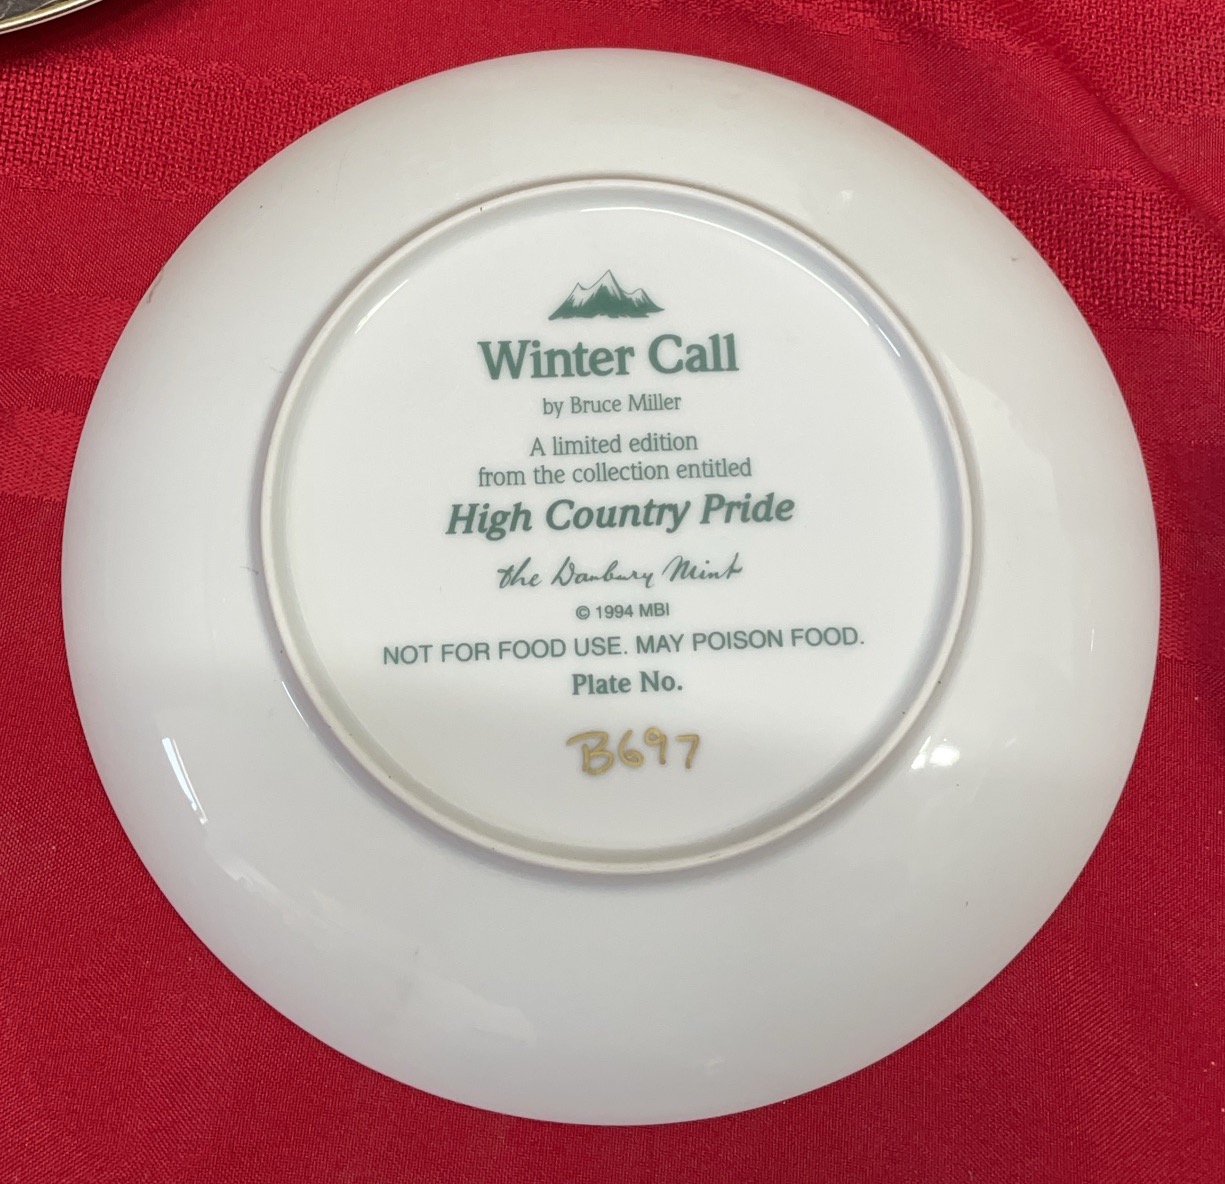 Winter Call
by Bruce Miller
A limited edition
from the collection entitled
High Country Pride
the Danbury Mint
© 1994 MBI
NOT FOR FOOD USE. MAY POISON FOOD.
Plate No.
B697